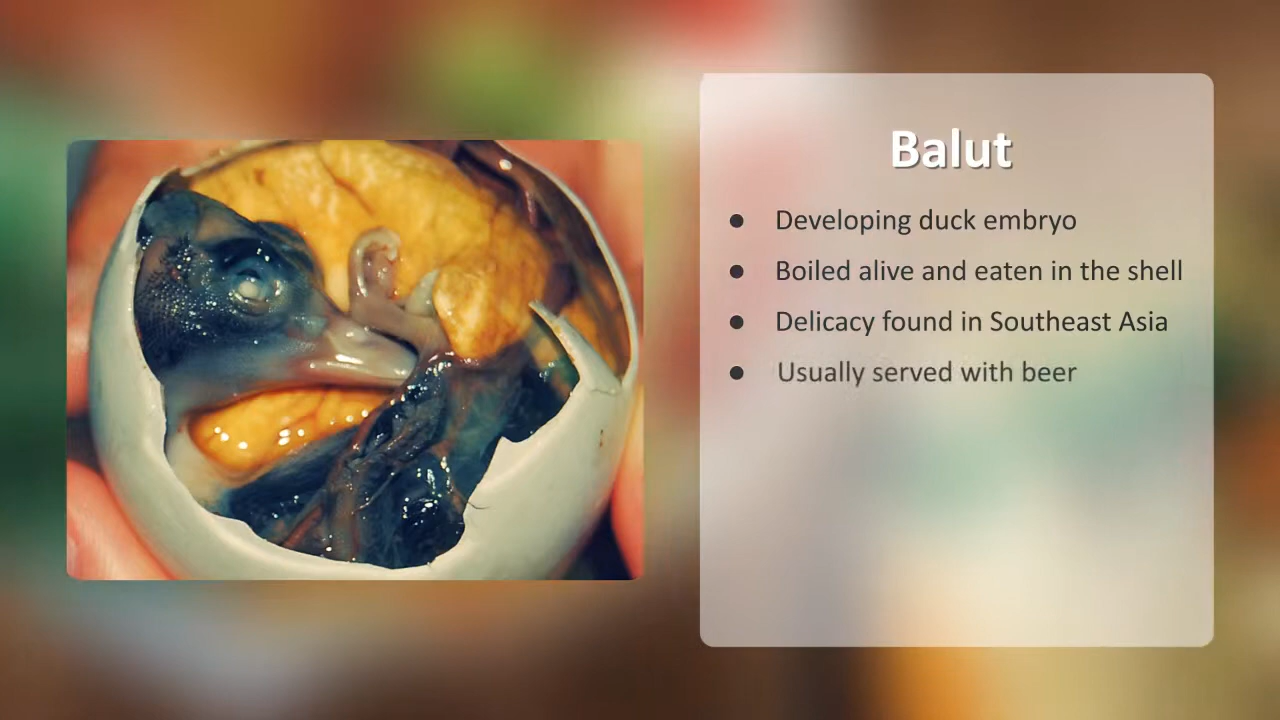 Balut
● Developing duck embryo
● Boiled alive and eaten in the shell
● Delicacy found in Southeast Asia
● Usually served with beer